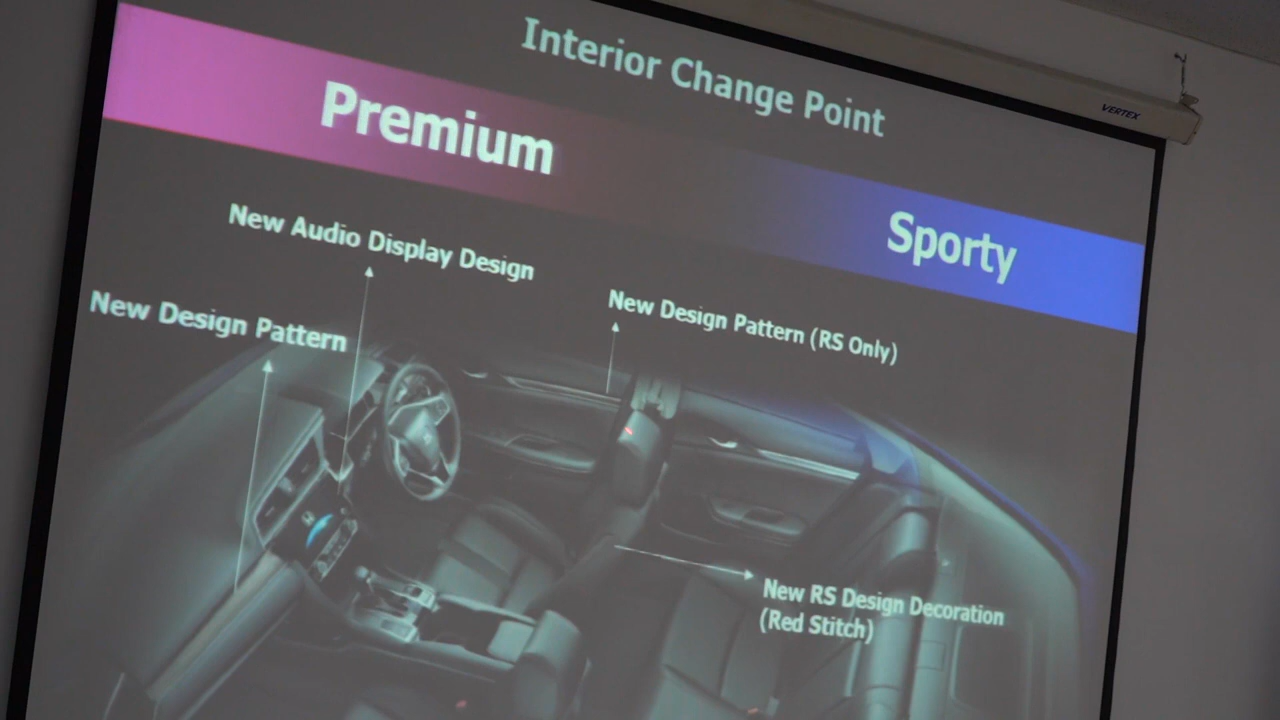 Interior Change Point
VERTEX
Premium
Sporty
New Audio Display Design
New Design Pattern
New Design Pattern (RS Only)
New RS Design Decoration
(Red Stitch)